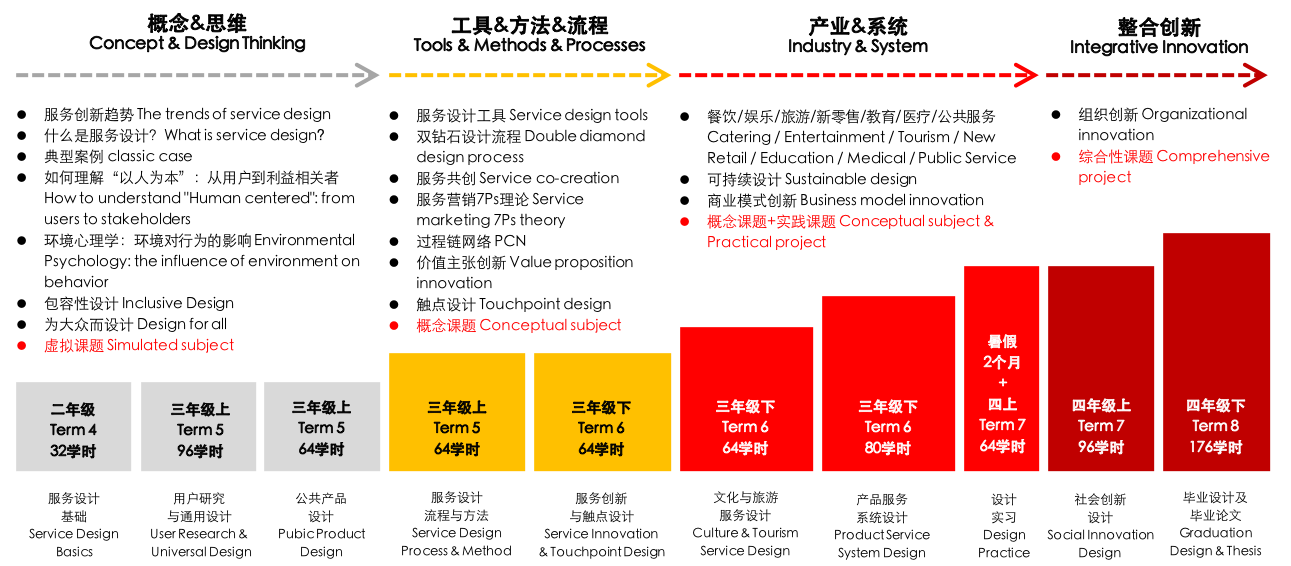 概念&思维
Concept & Design Thinking
服务创新趋势 The trends of service design
什么是服务设计？What is service design?
典型案例 classic case
如何理解“以人为本”：从用户到利益相关者
How to understand "Human centered": from
users to stakeholders
环境心理学：环境对行为的影响 Environmental
Psychology: the influence of environment on
behavior
包容性设计 Inclusive Design
为大众而设计 Design for all
虚拟课题 Simulated subject
工具&方法&流程
Tools & Methods & Processes
服务设计工具 Service design tools
双钻石设计流程 Double diamond
design process
服务共创 Service co-creation
服务营销7Ps理论 Service
marketing 7Ps theory
过程链网络 PCN
价值主张创新 Value proposition
innovation
触点设计 Touchpoint design
概念课题 Conceptual subject
产业&系统
Industry & System
餐饮/娱乐/旅游/新零售/教育/医疗/公共服务
Catering / Entertainment / Tourism / New
Retail / Education / Medical / Public Service
可持续设计 Sustainable design
商业模式创新 Business model innovation
概念课题+实践课题 Conceptual subject &
Practical project
整合创新
Integrative Innovation
组织创新 Organizational
innovation
综合性课题 Comprehensive
project
二年级
Term 4
32学时
三年级上
Term 5
96学时
三年级上
Term 5
64学时
三年级上
Term 5
64学时
三年级下
Term 6
64学时
三年级下
Term 6
64学时
三年级下
Term 6
80学时
暑假
2个月
+
四上
Term 7
64学时
四年级上
Term 7
96学时
四年级下
Term 8
176学时
服务设计
基础
Service Design
Basics
用户研究
与通用设计
User Research &
Universal Design
公共产品
设计
Pubic Product
Design
服务设计
流程与方法
Service Design
Process & Method
服务创新
与触点设计
Service Innovation
& Touchpoint Design
文化与旅游
服务设计
Culture & Tourism
Service Design
产品服务
系统设计
Product Service
System Design
设计
实习
Design
Practice
社会创新
设计
Social Innovation
Design
毕业设计及
毕业论文
Graduation
Design & Thesis